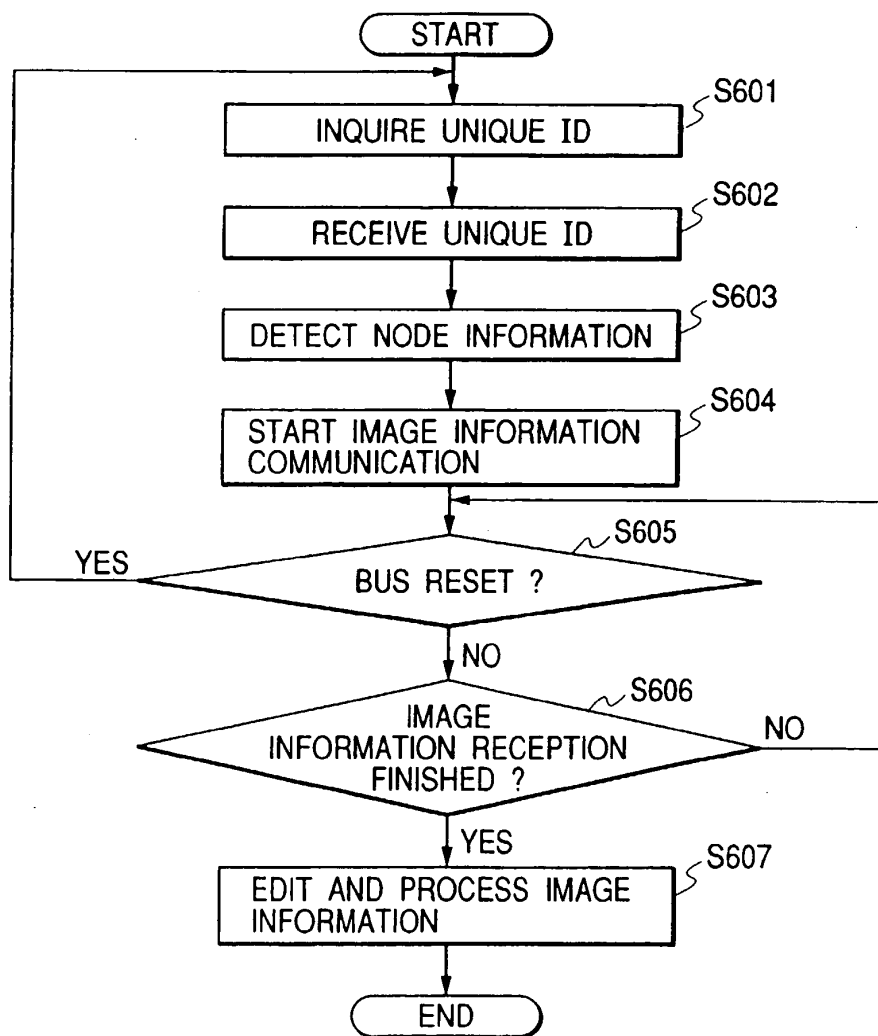 START
S601
INQUIRE UNIQUE ID
S602
RECEIVE UNIQUE ID
S603
DETECT NODE INFORMATION
S604
START IMAGE INFORMATION
COMMUNICATION
S605
YES
BUS RESET ?
NO
S606
IMAGE
INFORMATION RECEPTION
FINISHED ?
NO
YES
S607
EDIT AND PROCESS IMAGE
INFORMATION
END